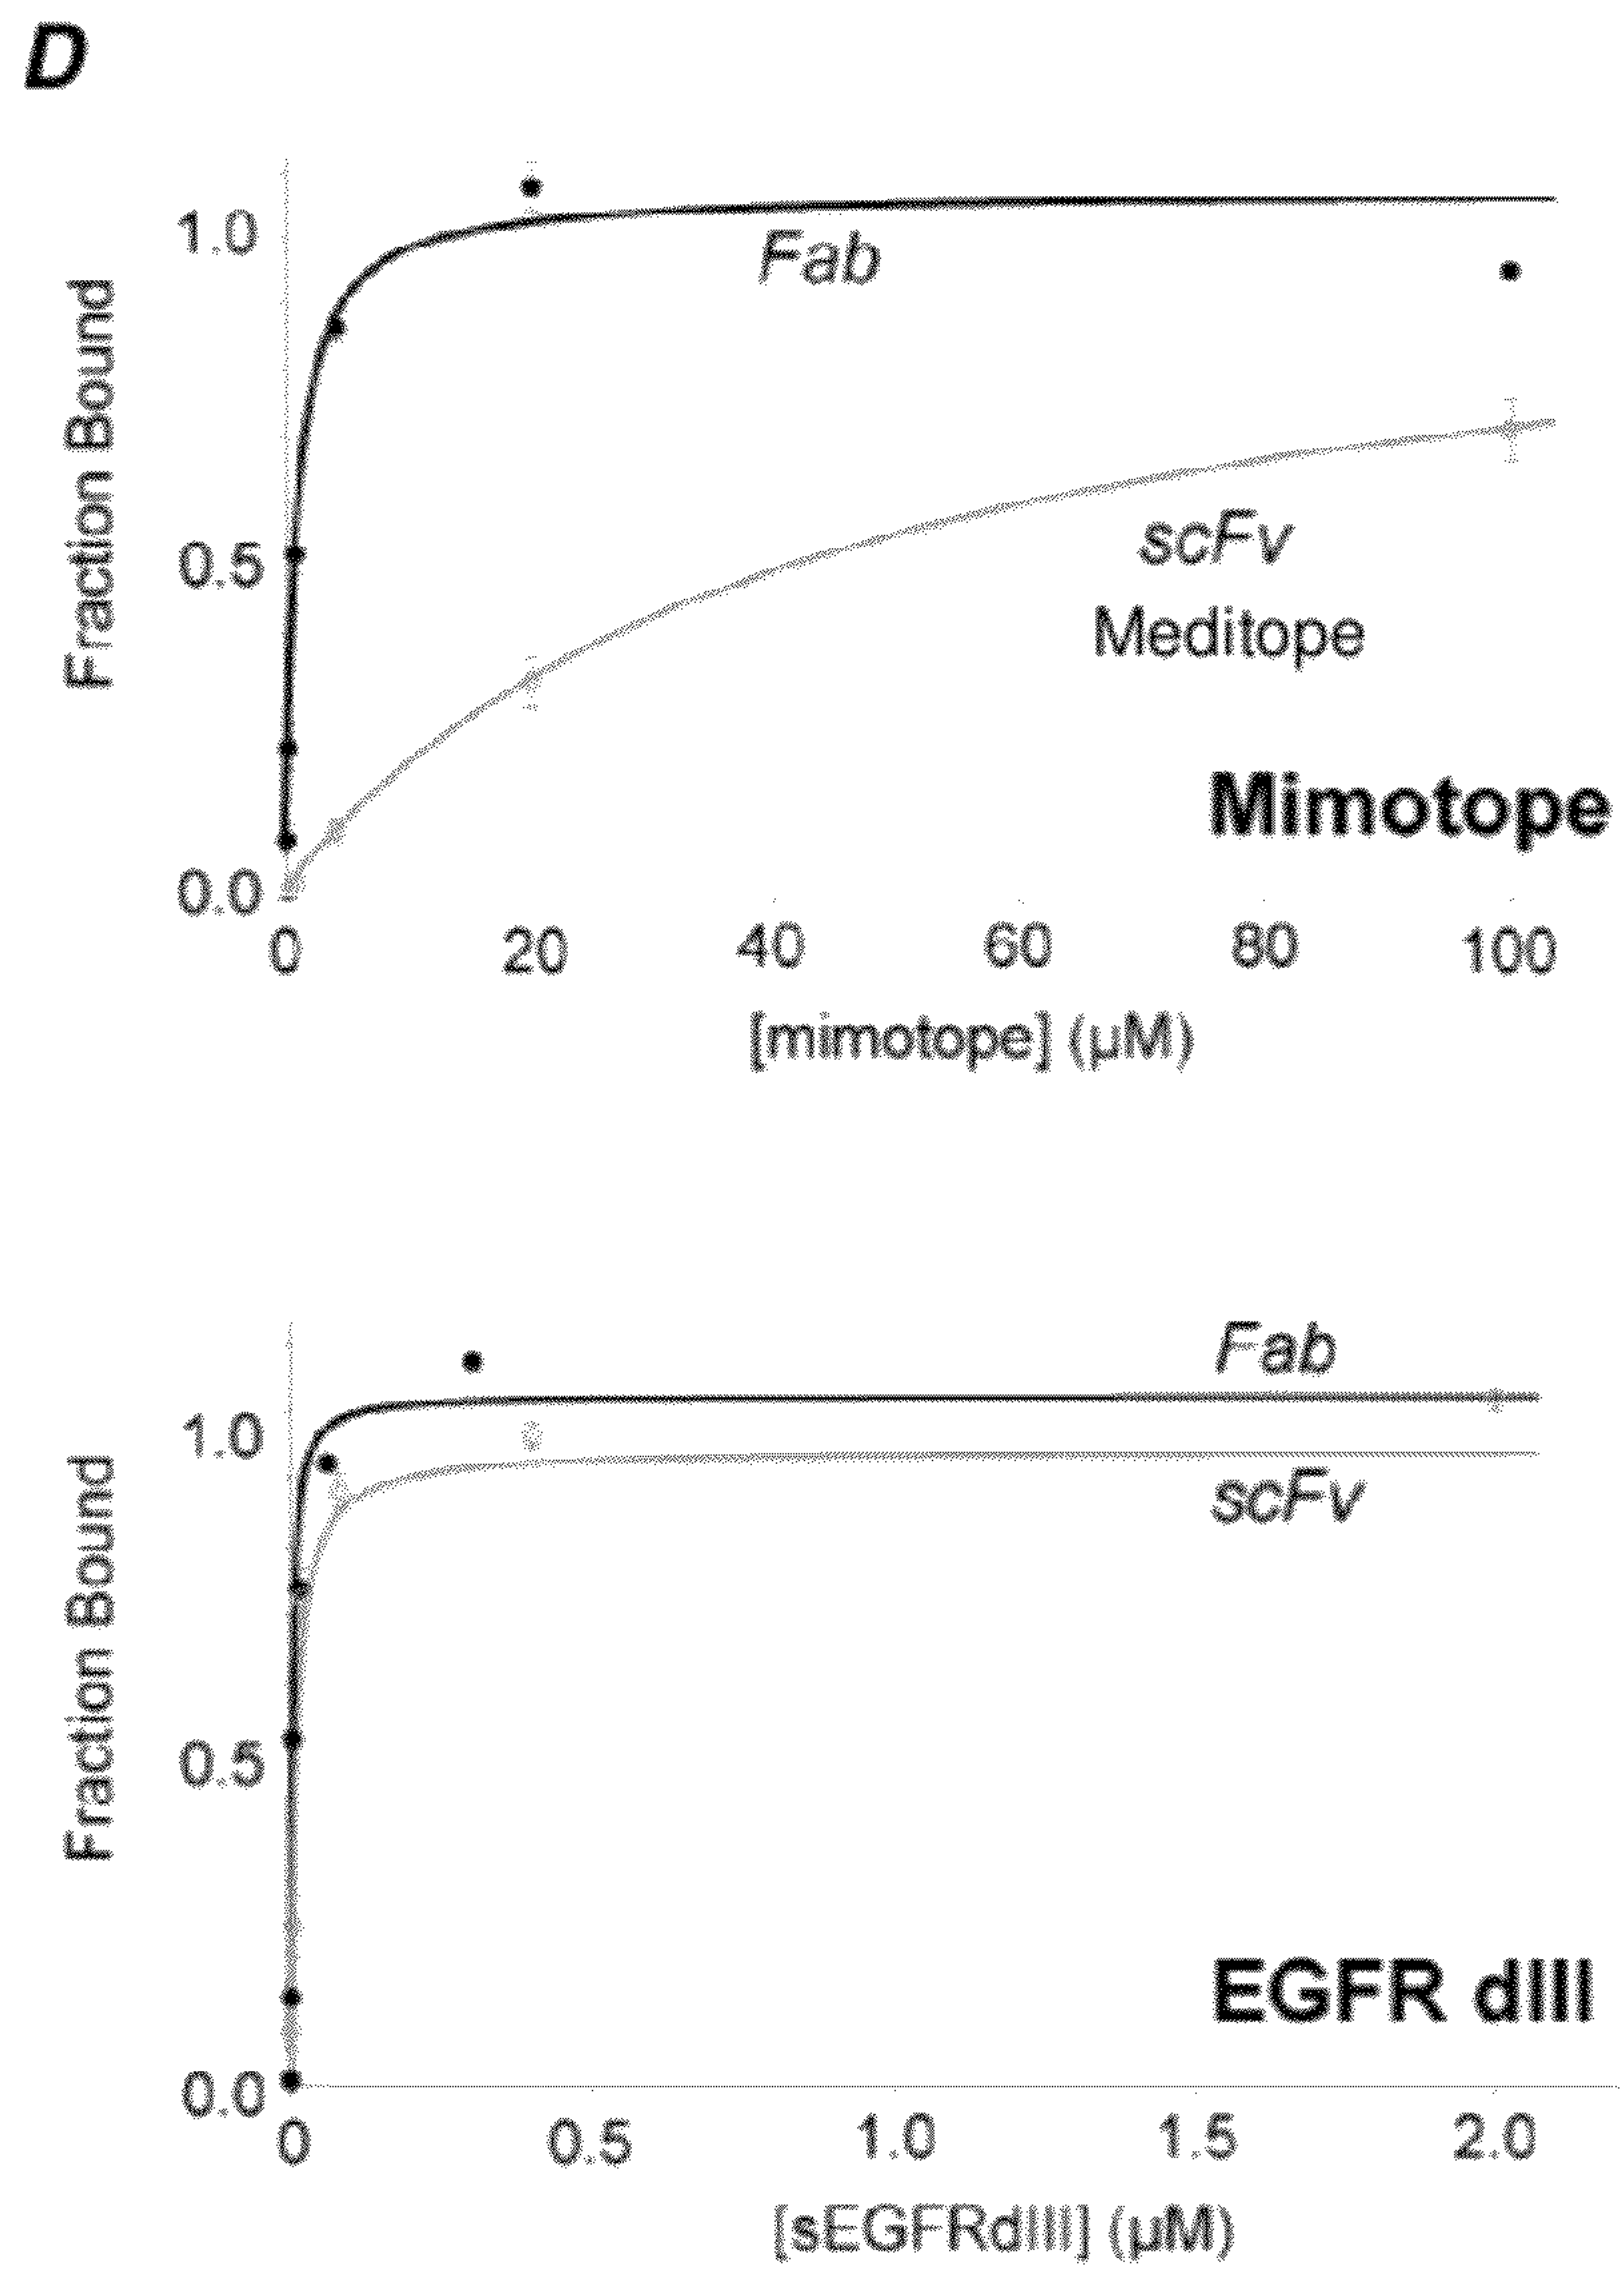 D
1.0
0.5
0.0
Fraction Bound
Fab
scFv
Meditope
Mimotope
0 20 40 60 80 100
[mimotope] (µM)
1.0
0.5
0.0
Fraction Bound
Fab
scFv
EGFR dIII
0 0.5 1.0 1.5 2.0
[sEGFRdIII] (µM)